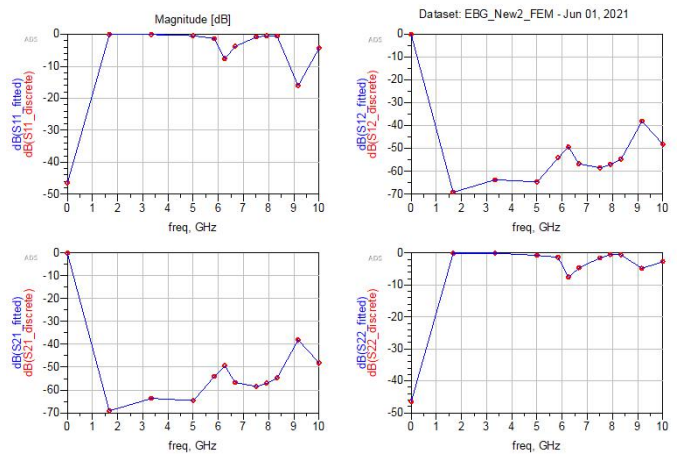 Magnitude [dB]
Dataset: EBG_New2_FEM - Jun 01, 2021
ADS
dB(S11_fitted)
dB(S11_discrete)
0
-10
-20
-30
-40
-50
0 1 2 3 4 5 6 7 8 9 10
freq, GHz
ADS
dB(S12_fitted)
dB(S12_discrete)
0
-10
-20
-30
-40
-50
-60
-70
0 1 2 3 4 5 6 7 8 9 10
freq, GHz
ADS
dB(S21_fitted)
dB(S21_discrete)
0
-10
-20
-30
-40
-50
-60
-70
0 1 2 3 4 5 6 7 8 9 10
freq, GHz
ADS
dB(S22_fitted)
dB(S22_discrete)
0
-10
-20
-30
-40
-50
0 1 2 3 4 5 6 7 8 9 10
freq, GHz